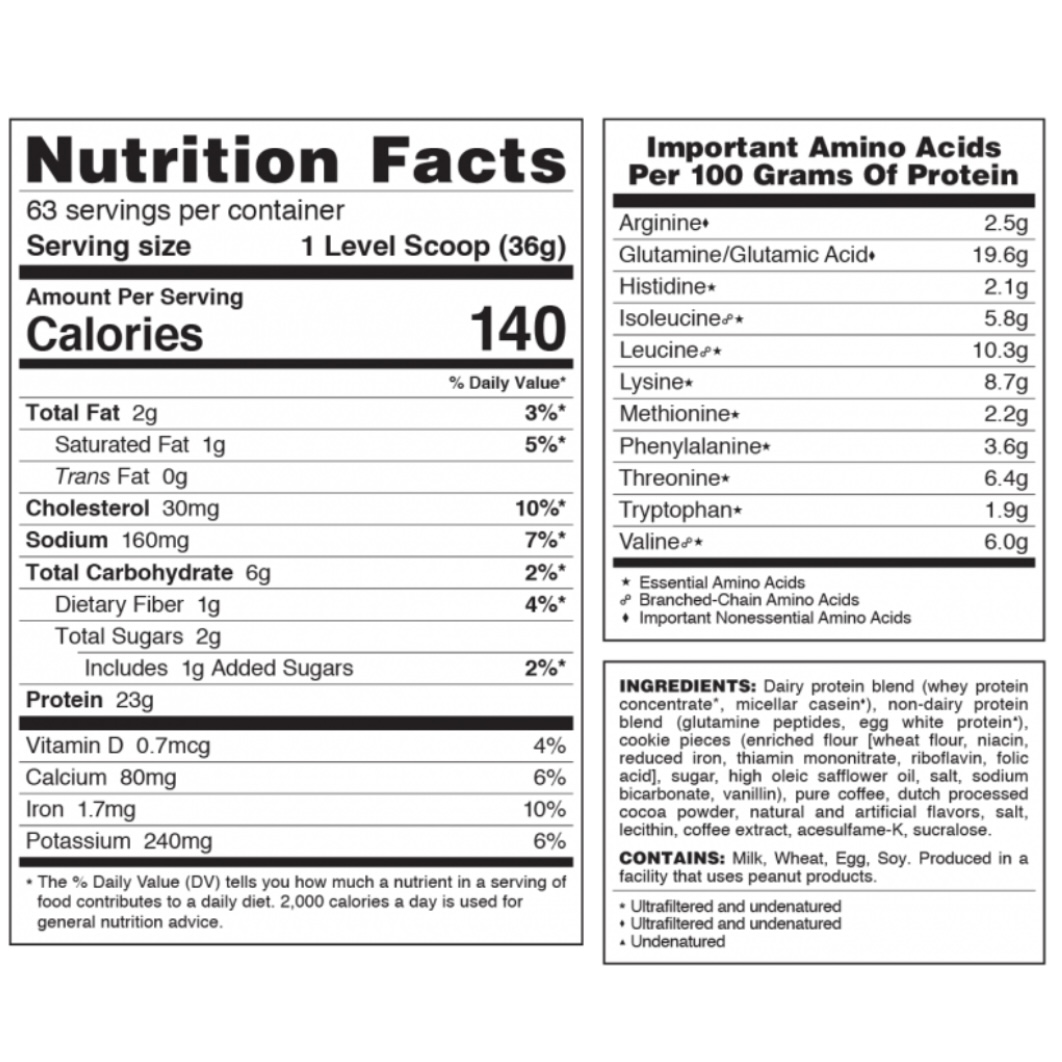 Nutrition Facts
63 servings per container
Serving size 1 Level Scoop (36g)
Amount Per Serving
Calories 140
% Daily Value*
Total Fat 2g 3%*
Saturated Fat 1g 5%*
Trans Fat 0g
Cholesterol 30mg 10%*
Sodium 160mg 7%*
Total Carbohydrate 6g 2%*
Dietary Fiber 1g 4%*
Total Sugars 2g
Includes 1g Added Sugars 2%*
Protein 23g
Vitamin D 0.7mcg 4%
Calcium 80mg 6%
Iron 1.7mg 10%
Potassium 240mg 6%
* The % Daily Value (DV) tells you how much a nutrient in a serving of
food contributes to a daily diet. 2,000 calories a day is used for
general nutrition advice.
Important Amino Acids
Per 100 Grams Of Protein
Arginine♦ 2.5g
Glutamine/Glutamic Acid♦ 19.6g
Histidine★ 2.1g
Isoleucine☍★ 5.8g
Leucine☍★ 10.3g
Lysine★ 8.7g
Methionine★ 2.2g
Phenylalanine★ 3.6g
Threonine★ 6.4g
Tryptophan★ 1.9g
Valine☍★ 6.0g
★ Essential Amino Acids
☍ Branched-Chain Amino Acids
♦ Important Nonessential Amino Acids
INGREDIENTS: Dairy protein blend (whey protein
concentrate*, micellar casein♦), non-dairy protein
blend (glutamine peptides, egg white protein▲),
cookie pieces (enriched flour [wheat flour, niacin,
reduced iron, thiamin mononitrate, riboflavin, folic
acid], sugar, high oleic safflower oil, salt, sodium
bicarbonate, vanillin), pure coffee, dutch processed
cocoa powder, natural and artificial flavors, salt,
lecithin, coffee extract, acesulfame-K, sucralose.
CONTAINS: Milk, Wheat, Egg, Soy. Produced in a
facility that uses peanut products.
* Ultrafiltered and undenatured
♦ Ultrafiltered and undenatured
▲ Undenatured